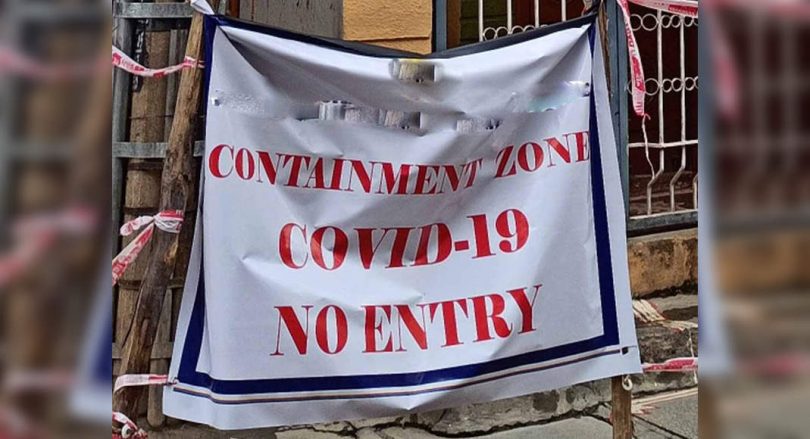 CONTAINMENT ZONE
COVID-19
NO ENTRY